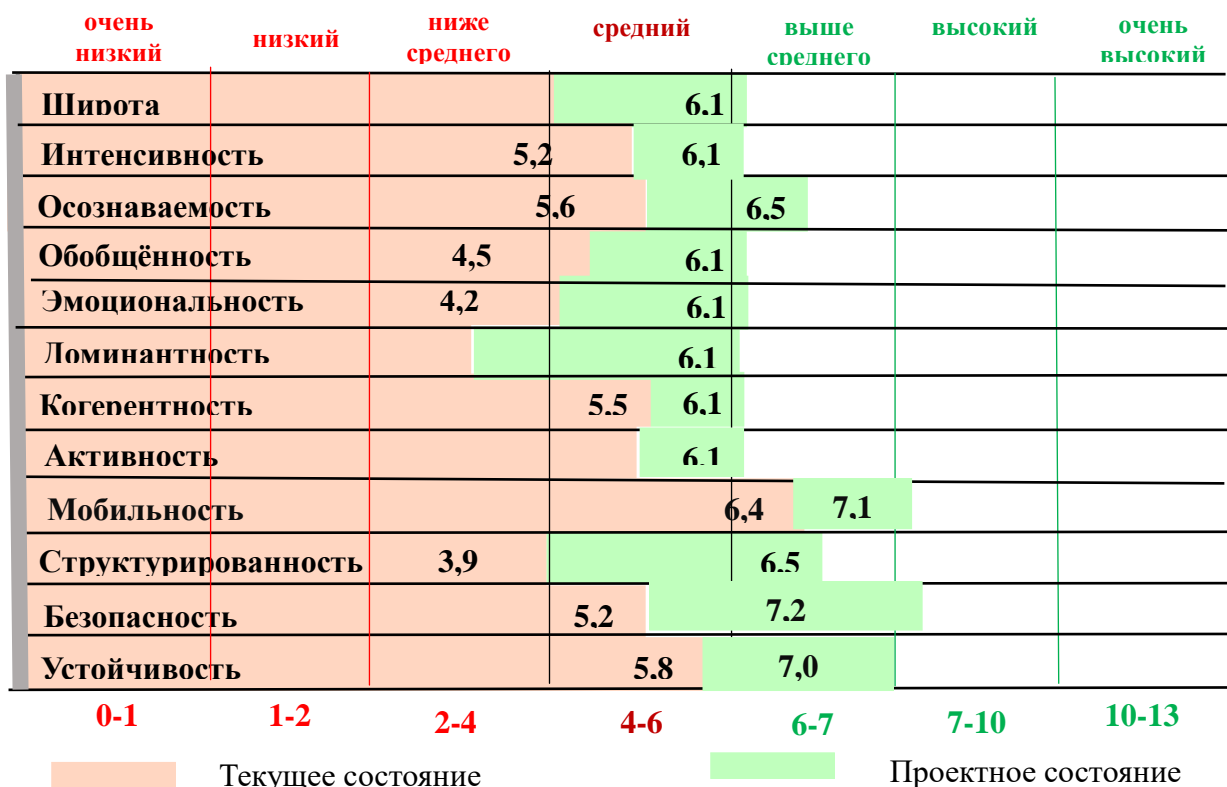 очень низкий
низкий
ниже среднего
средний
выше среднего
высокий
очень высокий
Широта 6,1
Интенсивность 5,2 6,1
Осознаваемость 5,6 6,5
Обобщённость 4,5 6,1
Эмоциональность 4,2 6,1
Доминантность 6,1
Когерентность 5,5 6,1
Активность 6,1
Мобильность 6,4 7,1
Структурированность 3,9 6,5
Безопасность 5,2 7,2
Устойчивость 5,8 7,0
0-1 1-2 2-4 4-6 6-7 7-10 10-13
Текущее состояние Проектное состояние